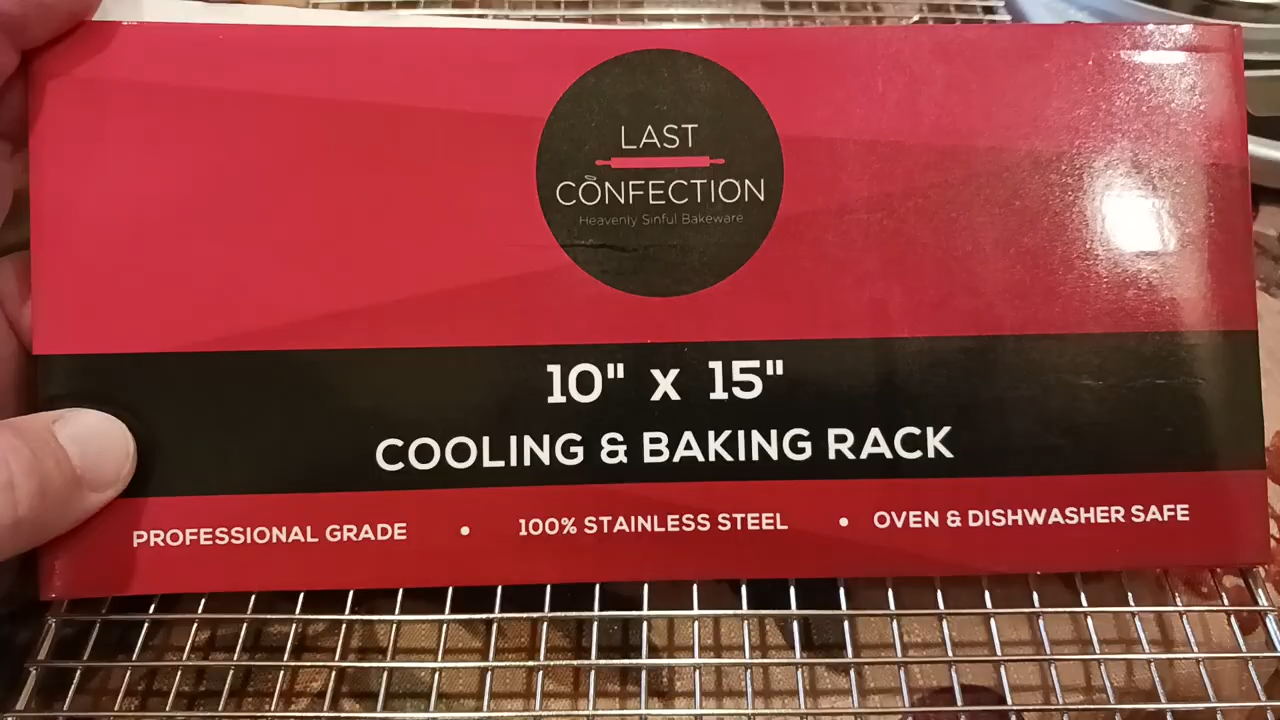 LAST
CONFECTION
Heavenly Sinful Bakeware
10" x 15"
COOLING & BAKING RACK
PROFESSIONAL GRADE • 100% STAINLESS STEEL • OVEN & DISHWASHER SAFE